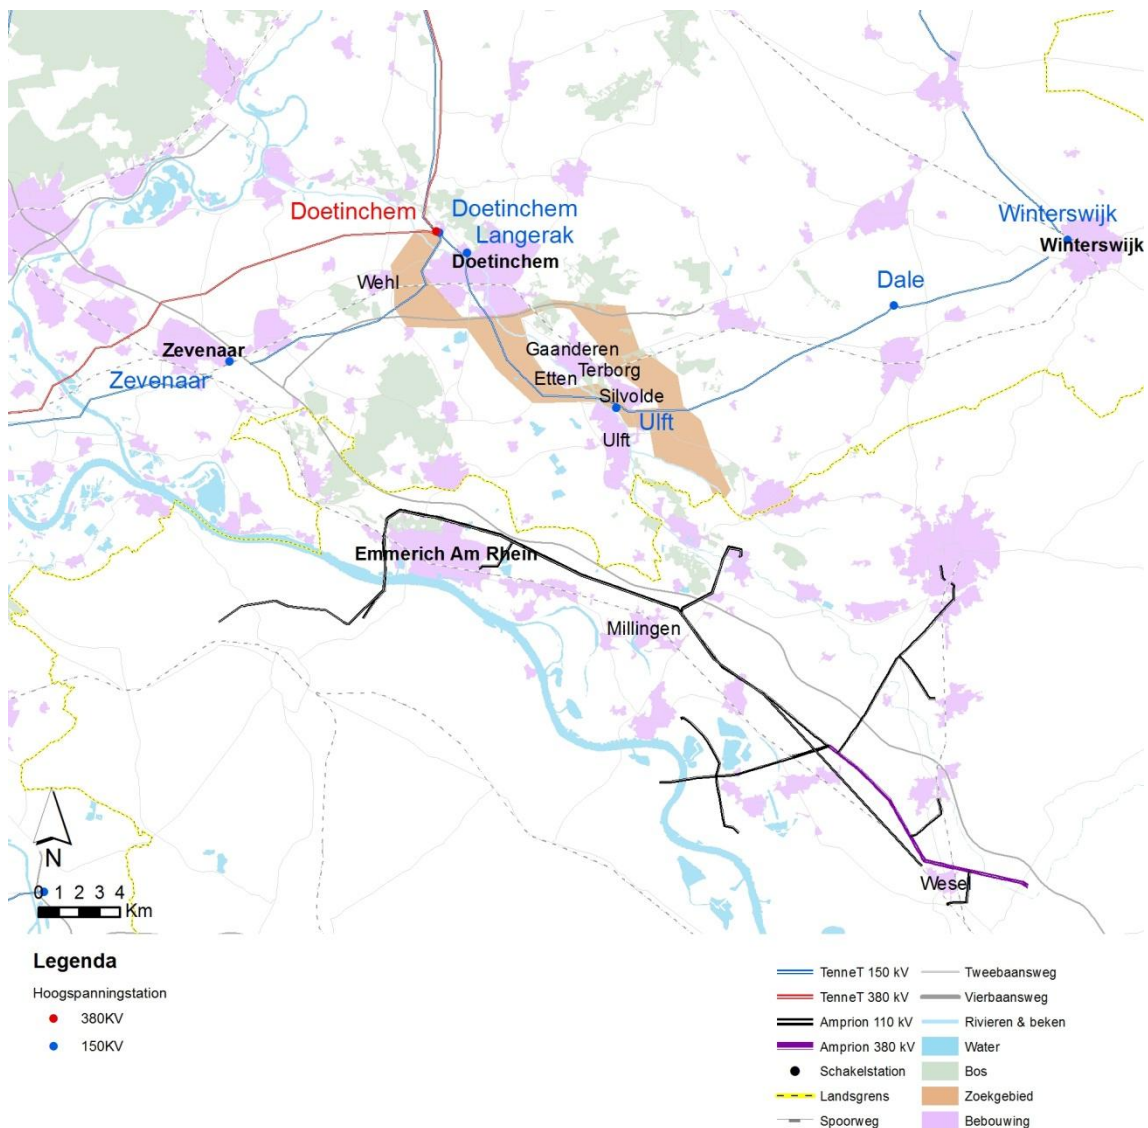 Doetinchem
Doetinchem
Langerak
Doetinchem
Winterswijk
Winterswijk
Wehl
Dale
Zevenaar
Zevenaar
Gaanderen
Terborg
Etten
Silvolde
Ulft
Ulft
Emmerich Am Rhein
Millingen
Wesel
N
0 1 2 3 4
Km
Legenda
Hoogspanningstation
380KV
150KV
TenneT 150 kV
TenneT 380 kV
Amprion 110 kV
Amprion 380 kV
Schakelstation
Landsgrens
Spoorweg
Tweebaansweg
Vierbaansweg
Rivieren & beken
Water
Bos
Zoekgebied
Bebouwing